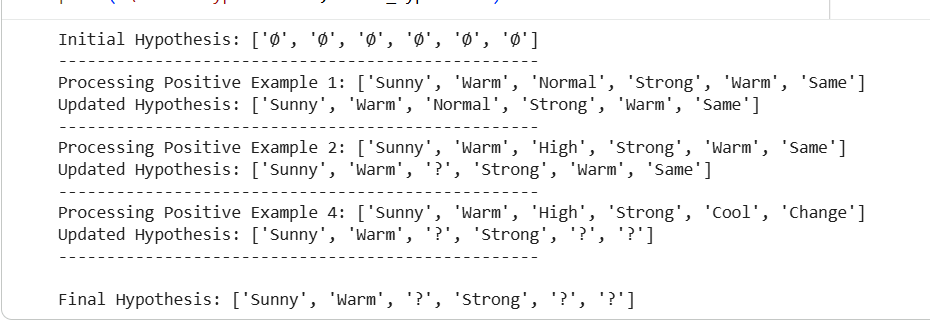 Initial Hypothesis: ['Ø', 'Ø', 'Ø', 'Ø', 'Ø', 'Ø']
--------------------------------------------------
Processing Positive Example 1: ['Sunny', 'Warm', 'Normal', 'Strong', 'Warm', 'Same']
Updated Hypothesis: ['Sunny', 'Warm', 'Normal', 'Strong', 'Warm', 'Same']
--------------------------------------------------
Processing Positive Example 2: ['Sunny', 'Warm', 'High', 'Strong', 'Warm', 'Same']
Updated Hypothesis: ['Sunny', 'Warm', '?', 'Strong', 'Warm', 'Same']
--------------------------------------------------
Processing Positive Example 4: ['Sunny', 'Warm', 'High', 'Strong', 'Cool', 'Change']
Updated Hypothesis: ['Sunny', 'Warm', '?', 'Strong', '?', '?']
--------------------------------------------------
Final Hypothesis: ['Sunny', 'Warm', '?', 'Strong', '?', '?']